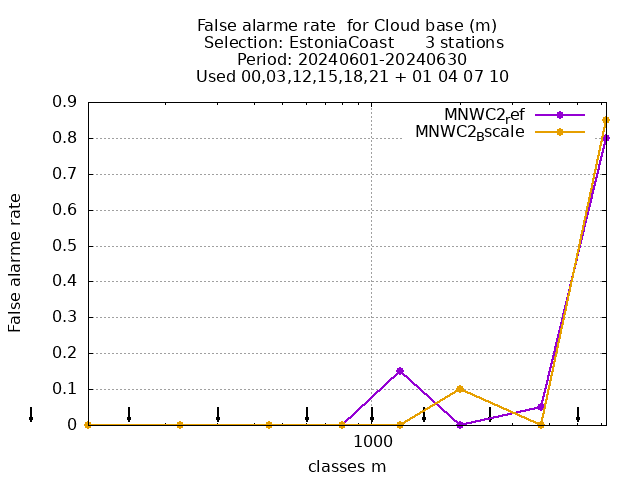 False alarme rate  for Cloud base (m)
Selection: EstoniaCoast      3 stations
Period: 20240601-20240630
Used 00,03,12,15,18,21 + 01 04 07 10
MNWC2ref
MNWC2Bscale
0.9
0.8
0.7
0.6
0.5
0.4
0.3
0.2
0.1
0
False alarme rate
1000
classes m